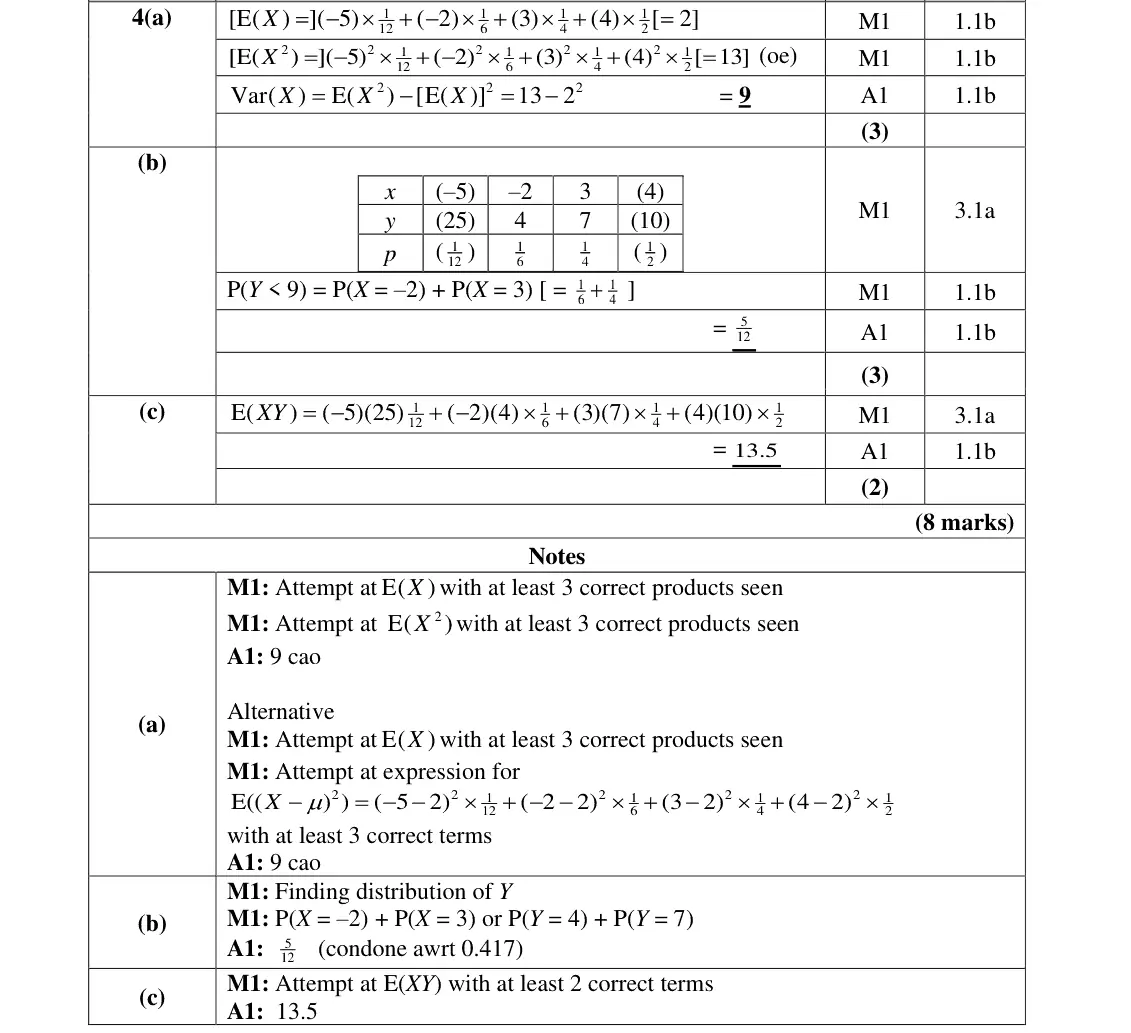 4(a) [E(X)=](−5)×1/12+(−2)×1/6+(3)×1/4+(4)×1/2[=2] M1 1.1b
[E(X²)=](−5)²×1/12+(−2)²×1/6+(3)²×1/4+(4)²×1/2[=13] (oe) M1 1.1b
Var(X)=E(X²)−[E(X)]²=13−2² = 9 A1 1.1b
(3)
(b)
x (–5) –2 3 (4)
y (25) 4 7 (10)
p (1/12) 1/6 1/4 (1/2)
M1 3.1a
P(Y < 9) = P(X = –2) + P(X = 3) [ = 1/6+1/4 ] M1 1.1b
= 5/12 A1 1.1b
(3)
(c) E(XY)=(−5)(25)1/12+(−2)(4)×1/6+(3)(7)×1/4+(4)(10)×1/2 M1 3.1a
= 13.5 A1 1.1b
(2)
(8 marks)
Notes
(a)
M1: Attempt at E(X) with at least 3 correct products seen
M1: Attempt at E(X²) with at least 3 correct products seen
A1: 9 cao
Alternative
M1: Attempt at E(X) with at least 3 correct products seen
M1: Attempt at expression for
E((X−μ)²)=(−5−2)²×1/12+(−2−2)²×1/6+(3−2)²×1/4+(4−2)²×1/2
with at least 3 correct terms
A1: 9 cao
(b)
M1: Finding distribution of Y
M1: P(X = –2) + P(X = 3) or P(Y = 4) + P(Y = 7)
A1: 5/12 (condone awrt 0.417)
(c)
M1: Attempt at E(XY) with at least 2 correct terms
A1: 13.5